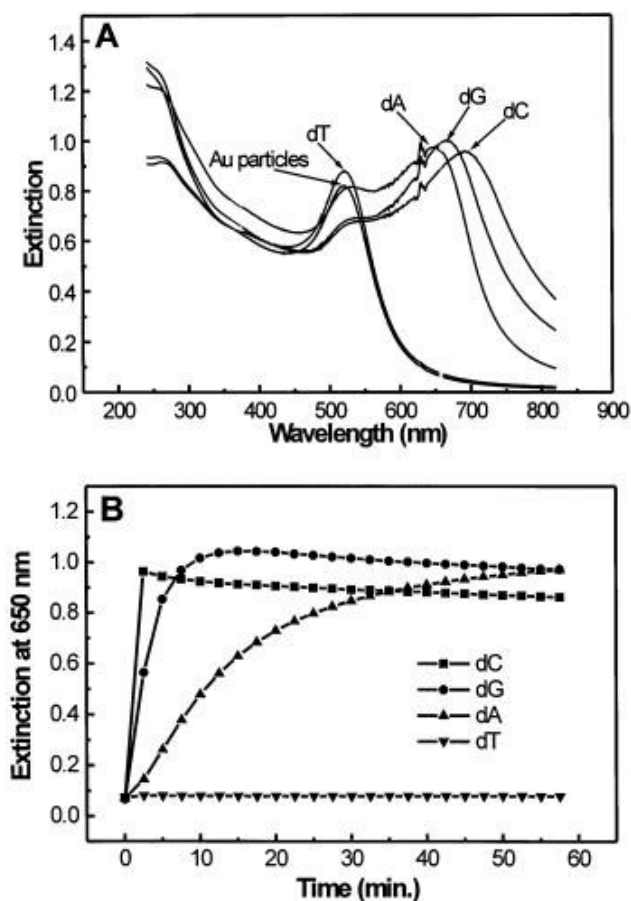 A
Extinction
1.4
1.2
1.0
0.8
0.6
0.4
0.2
0.0
dT
Au particles
dA
dG
dC
200 300 400 500 600 700 800 900
Wavelength (nm)
B
Extinction at 650 nm
1.2
1.0
0.8
0.6
0.4
0.2
0.0
dC
dG
dA
dT
0 10 20 30 40 50 60
Time (min.)